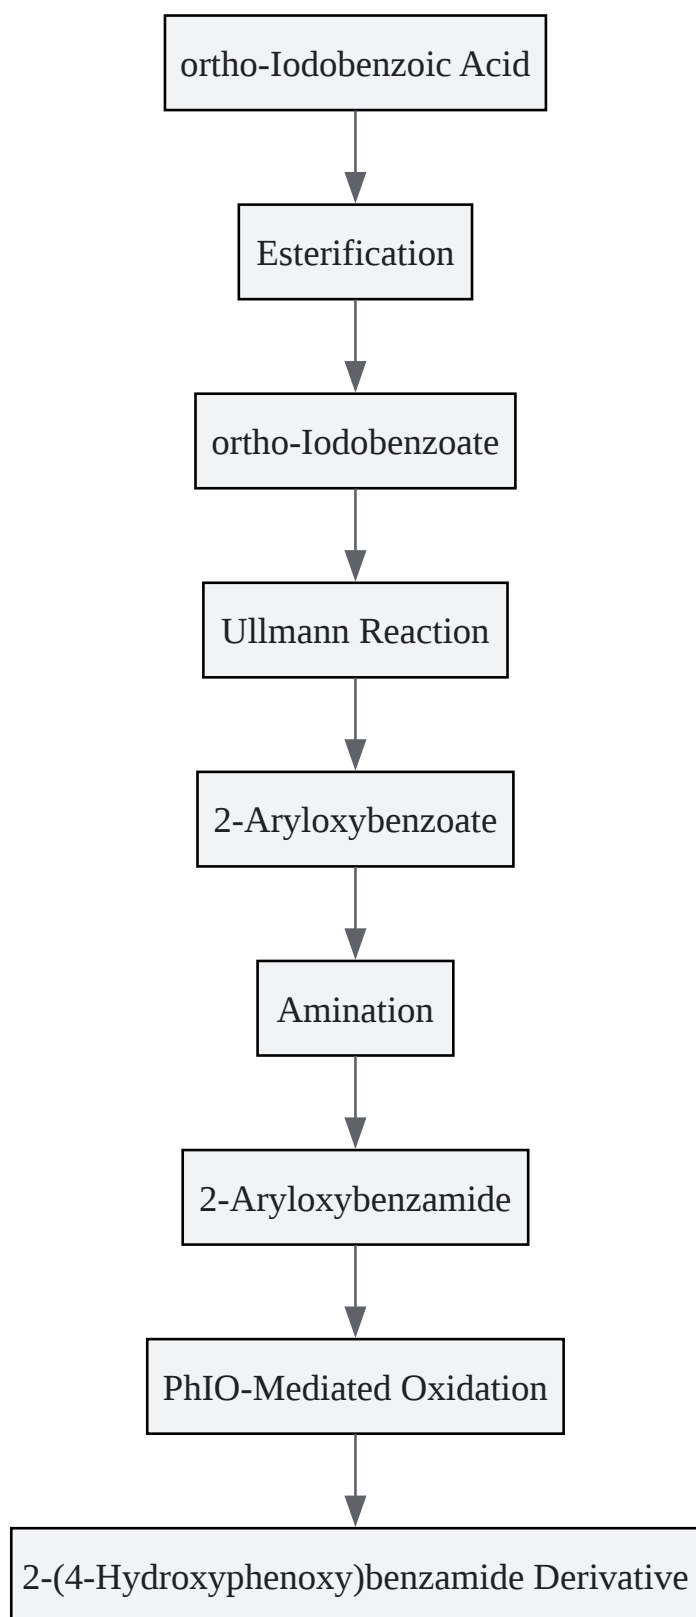 ortho-Iodobenzoic Acid
Esterification
ortho-Iodobenzoate
Ullmann Reaction
2-Aryloxybenzoate
Amination
2-Aryloxybenzamide
PhIO-Mediated Oxidation
2-(4-Hydroxyphenoxy)benzamide Derivative